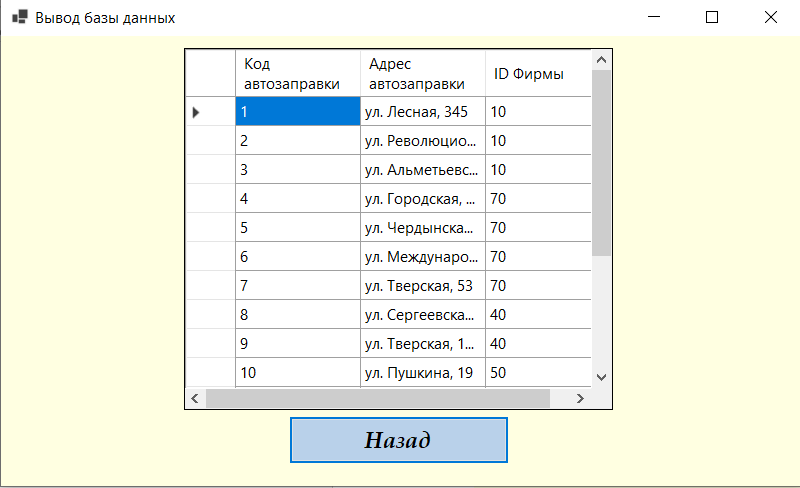 Вывод базы данных
Код автозаправки Адрес автозаправки ID Фирмы
1 ул. Лесная, 345 10
2 ул. Революцио... 10
3 ул. Альметьевс... 10
4 ул. Городская, ... 70
5 ул. Чердынска... 70
6 ул. Междунаро... 70
7 ул. Тверская, 53 70
8 ул. Сергеевска... 40
9 ул. Тверская, 1... 40
10 ул. Пушкина, 19 50
Назад